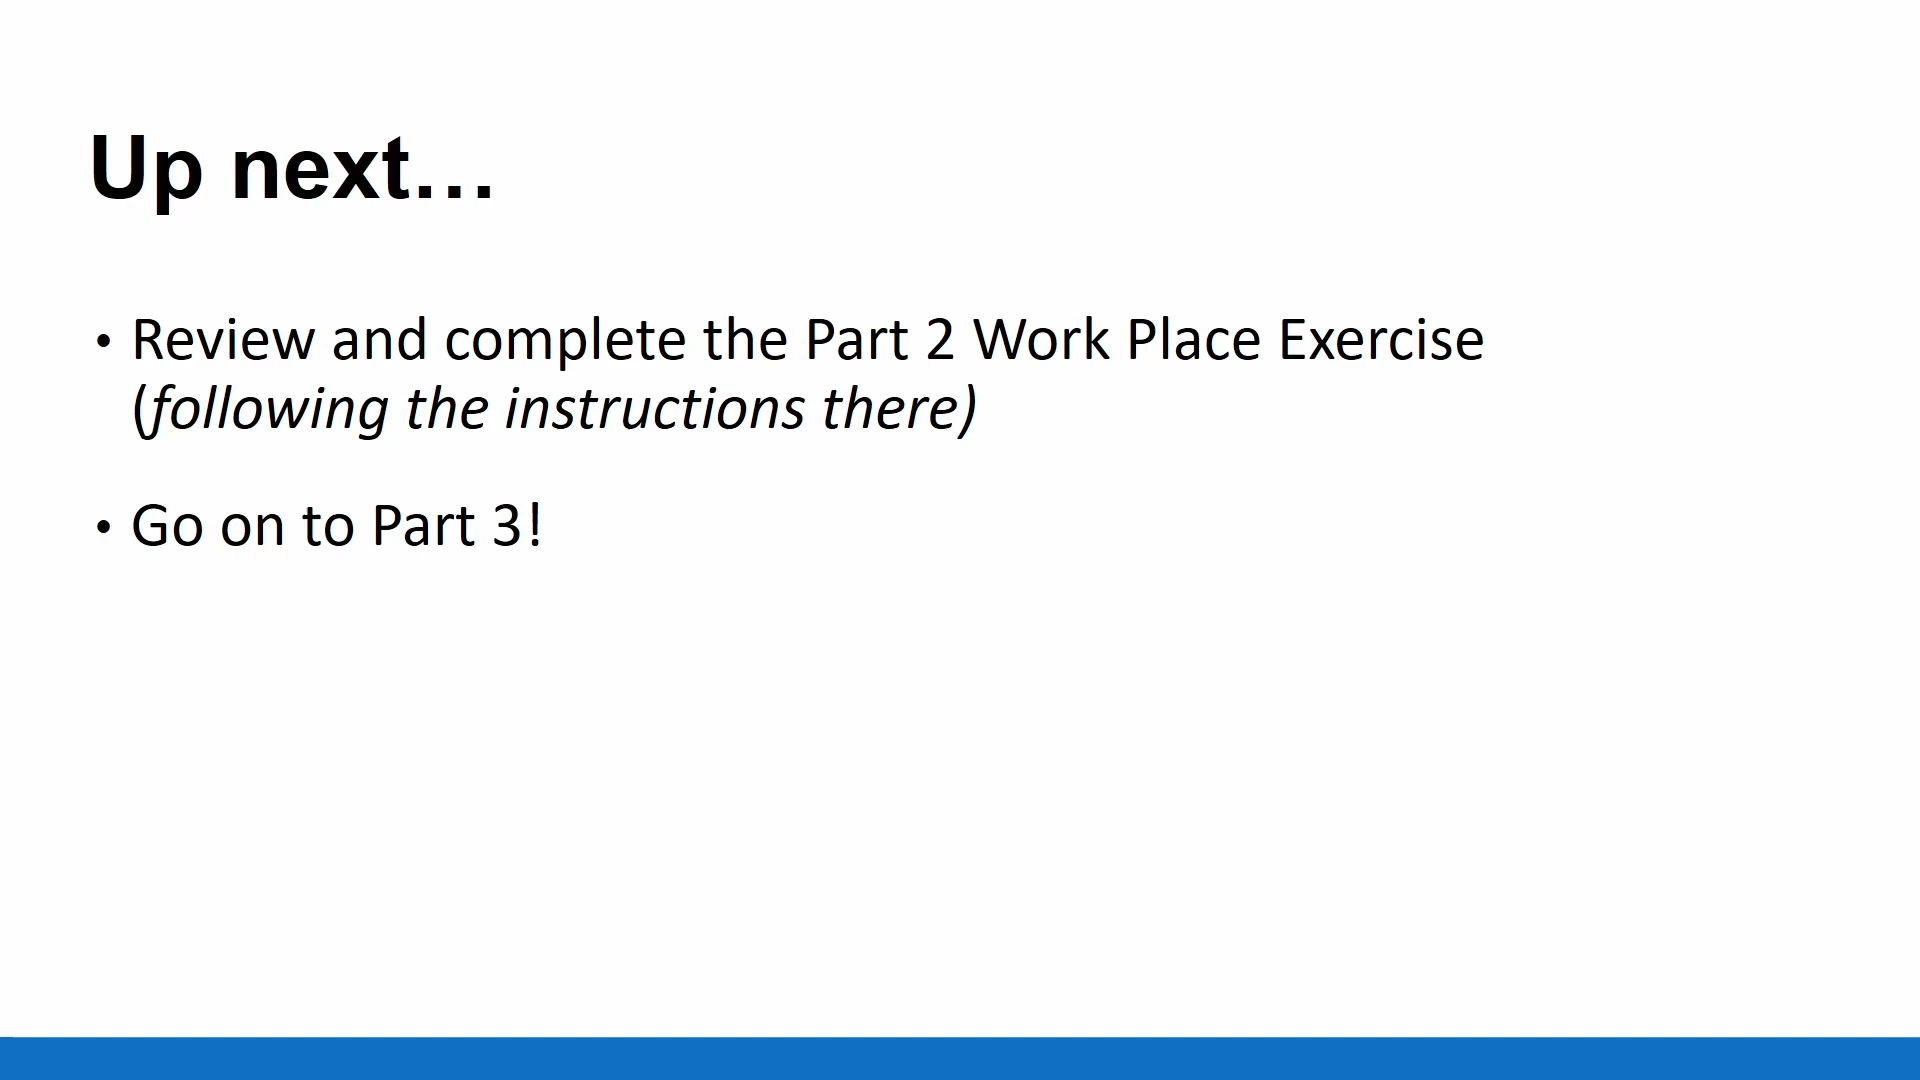 Up next…
• Review and complete the Part 2 Work Place Exercise
(following the instructions there)
• Go on to Part 3!